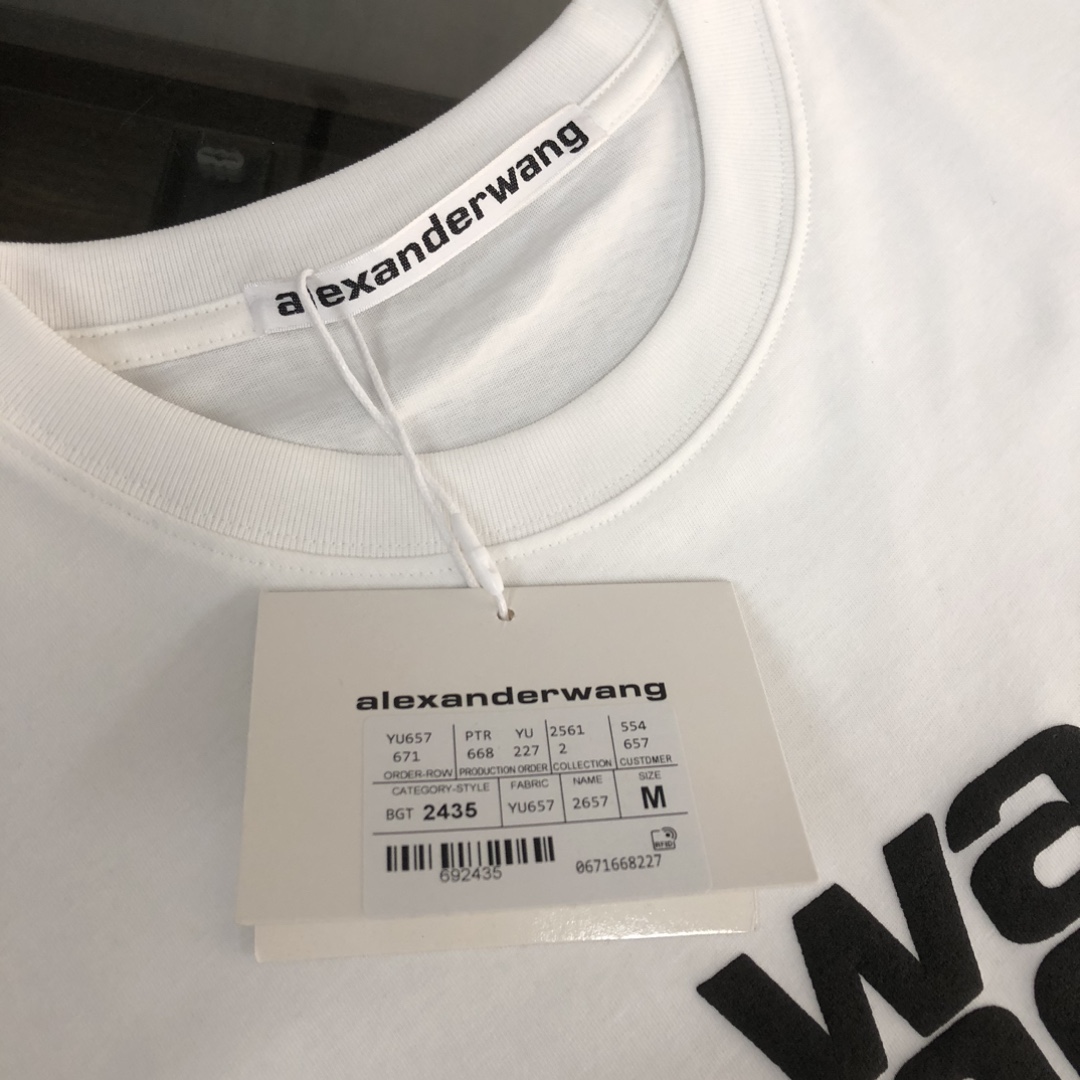 alexanderwang
alexanderwang
YU657 PTR YU 2561 554
671 668 227 2 657
ORDER-ROW PRODUCTION ORDER COLLECTION CUSTOMER
CATEGORY-STYLE FABRIC NAME SIZE
BGT 2435 YU657 2657 M
RFID
692435 0671668227
wa